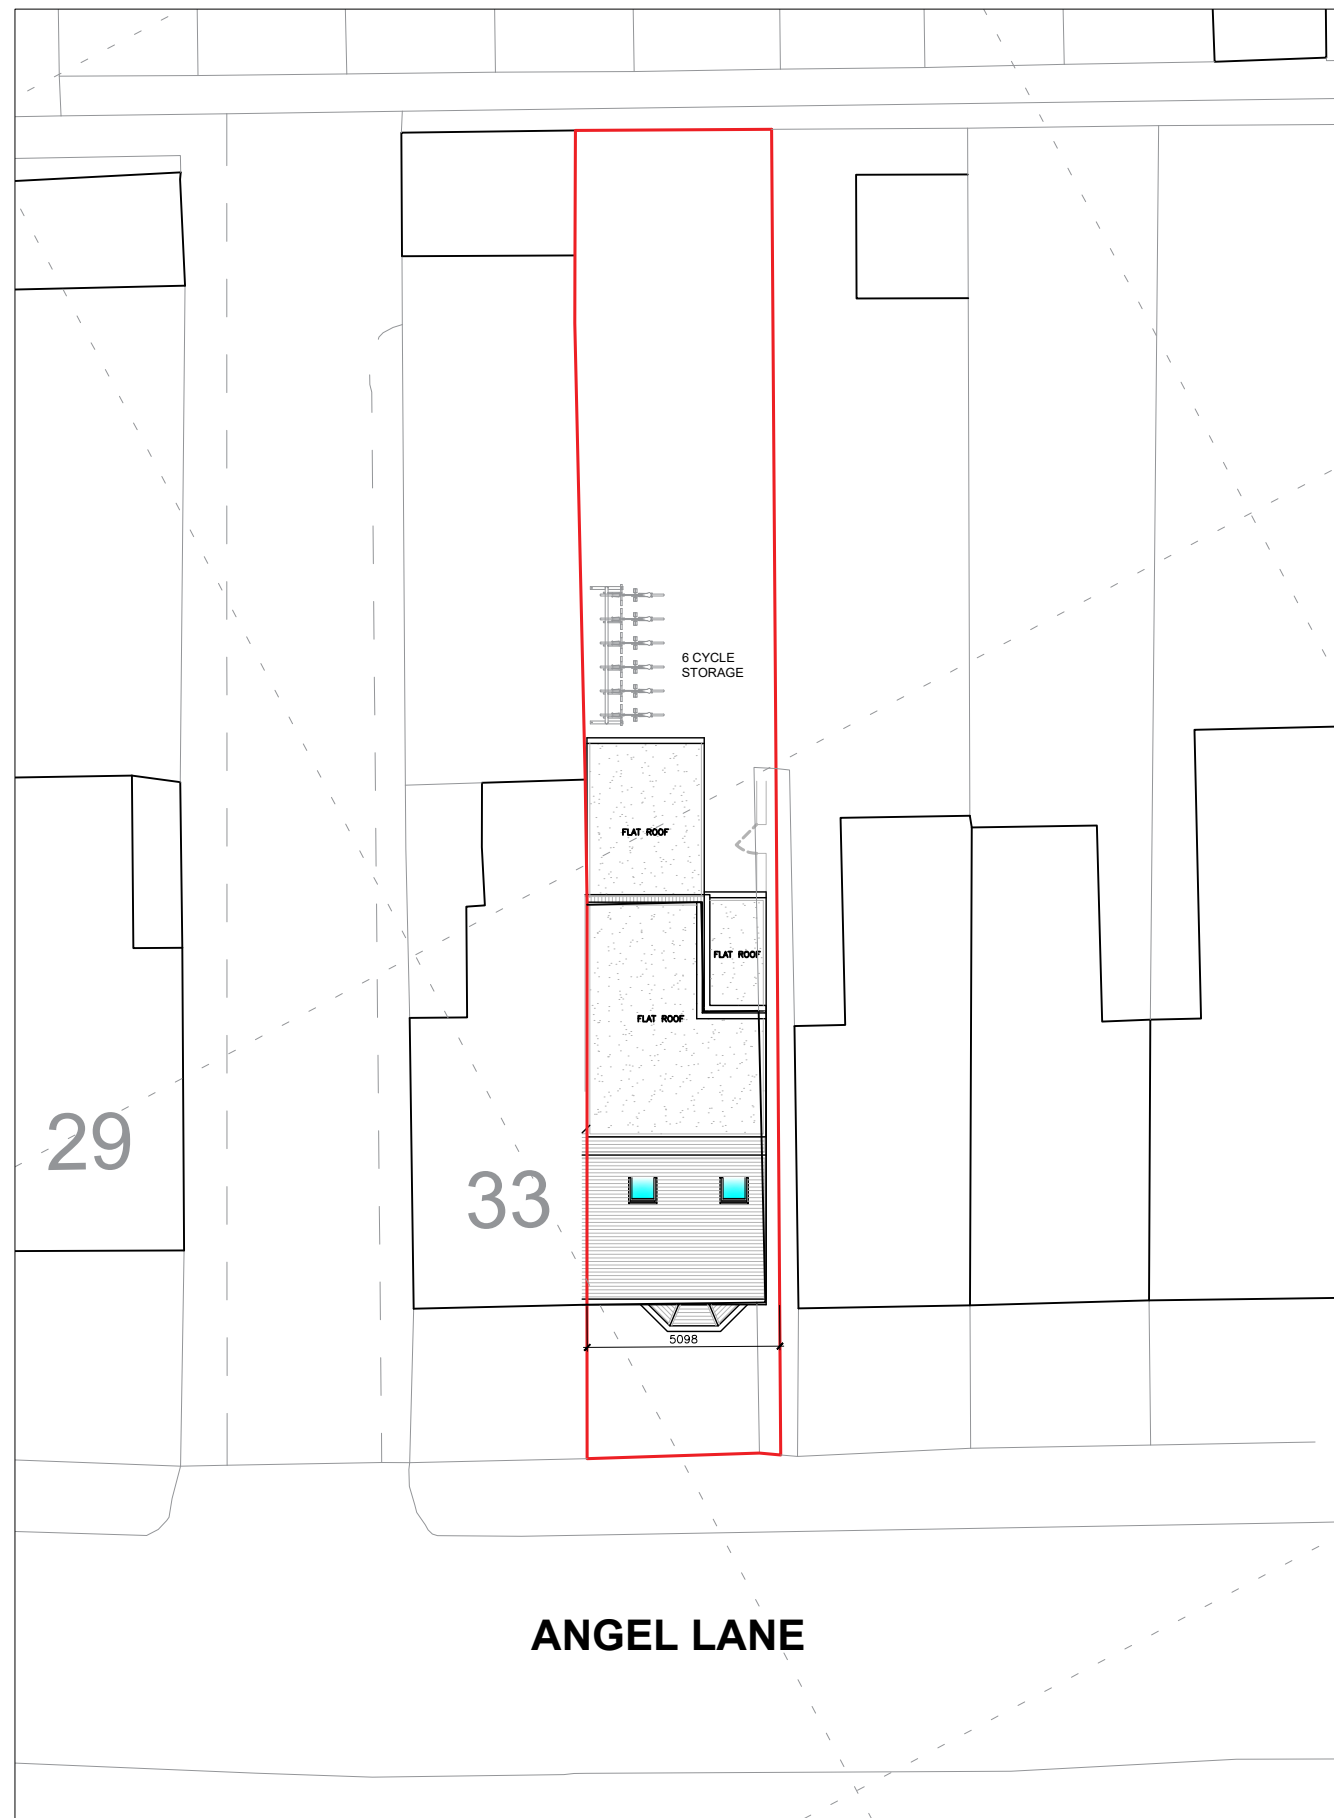 6 CYCLE
STORAGE
FLAT ROOF
FLAT ROOF
FLAT ROOF
29
33
5098
ANGEL LANE